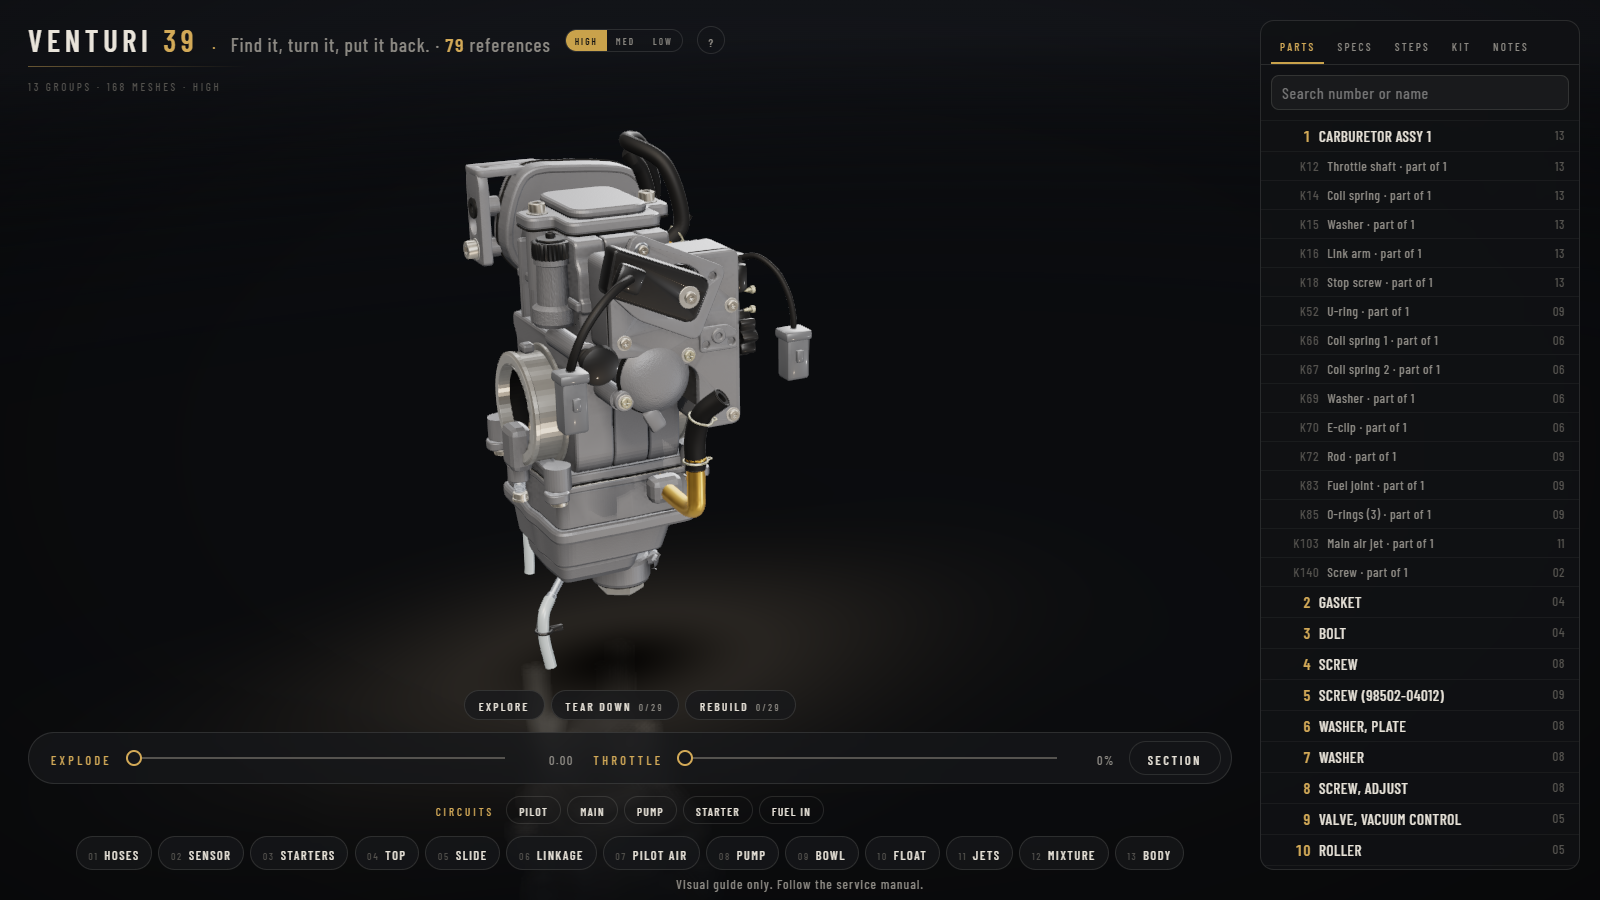 VENTURI 39 · Find it, turn it, put it back. · 79 references
HIGH MED LOW ?
13 GROUPS · 168 MESHES · HIGH
PARTS SPECS STEPS KIT NOTES
Search number or name
1 CARBURETOR ASSY 1 13
K12 Throttle shaft · part of 1 13
K14 Coil spring · part of 1 13
K15 Washer · part of 1 13
K16 Link arm · part of 1 13
K18 Stop screw · part of 1 13
K52 U-ring · part of 1 09
K66 Coil spring 1 · part of 1 06
K67 Coil spring 2 · part of 1 06
K69 Washer · part of 1 06
K70 E-clip · part of 1 06
K72 Rod · part of 1 09
K83 Fuel joint · part of 1 09
K85 O-rings (3) · part of 1 09
K103 Main air jet · part of 1 11
K140 Screw · part of 1 02
2 GASKET 04
3 BOLT 04
4 SCREW 08
5 SCREW (98502-04012) 09
6 WASHER, PLATE 08
7 WASHER 08
8 SCREW, ADJUST 08
9 VALVE, VACUUM CONTROL 05
10 ROLLER 05
EXPLORE TEAR DOWN 0/29 REBUILD 0/29
EXPLODE 0.00 THROTTLE 0% SECTION
CIRCUITS PILOT MAIN PUMP STARTER FUEL IN
01 HOSES 02 SENSOR 03 STARTERS 04 TOP 05 SLIDE 06 LINKAGE 07 PILOT AIR 08 PUMP 09 BOWL 10 FLOAT 11 JETS 12 MIXTURE 13 BODY
Visual guide only. Follow the service manual.